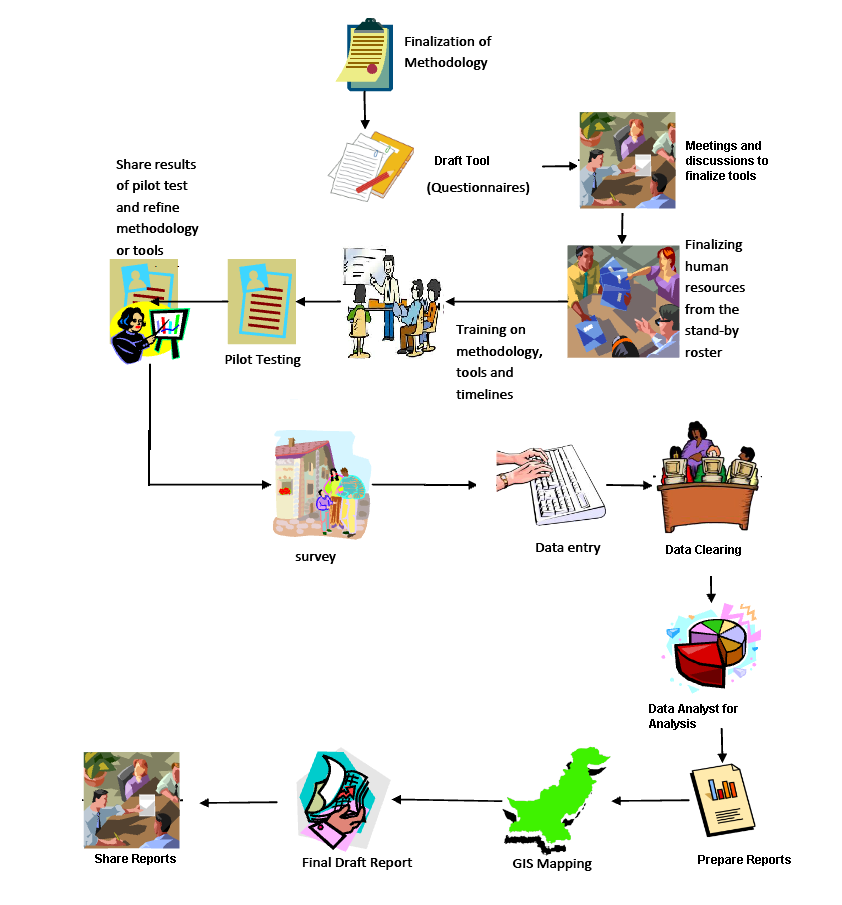 Finalization of
Methodology
Draft Tool
(Questionnaires)
Meetings and
discussions to
finalize tools
Share results
of pilot test
and refine
methodology
or tools
Finalizing
human
resources
from the
stand-by
roster
Training on
methodology,
tools and
timelines
Pilot Testing
survey
Data entry
Data Clearing
Data Analyst for
Analysis
Prepare Reports
GIS Mapping
Final Draft Report
Share Reports